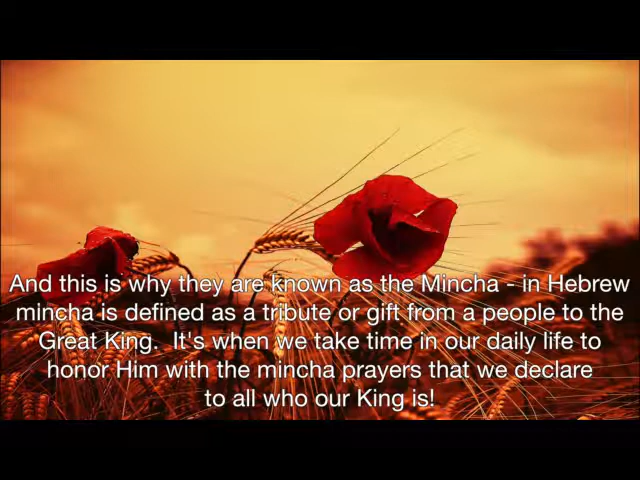 And this is why they are known as the Mincha - in Hebrew
mincha is defined as a tribute or gift from a people to the
Great King.  It's when we take time in our daily life to
honor Him with the mincha prayers that we declare
to all who our King is!